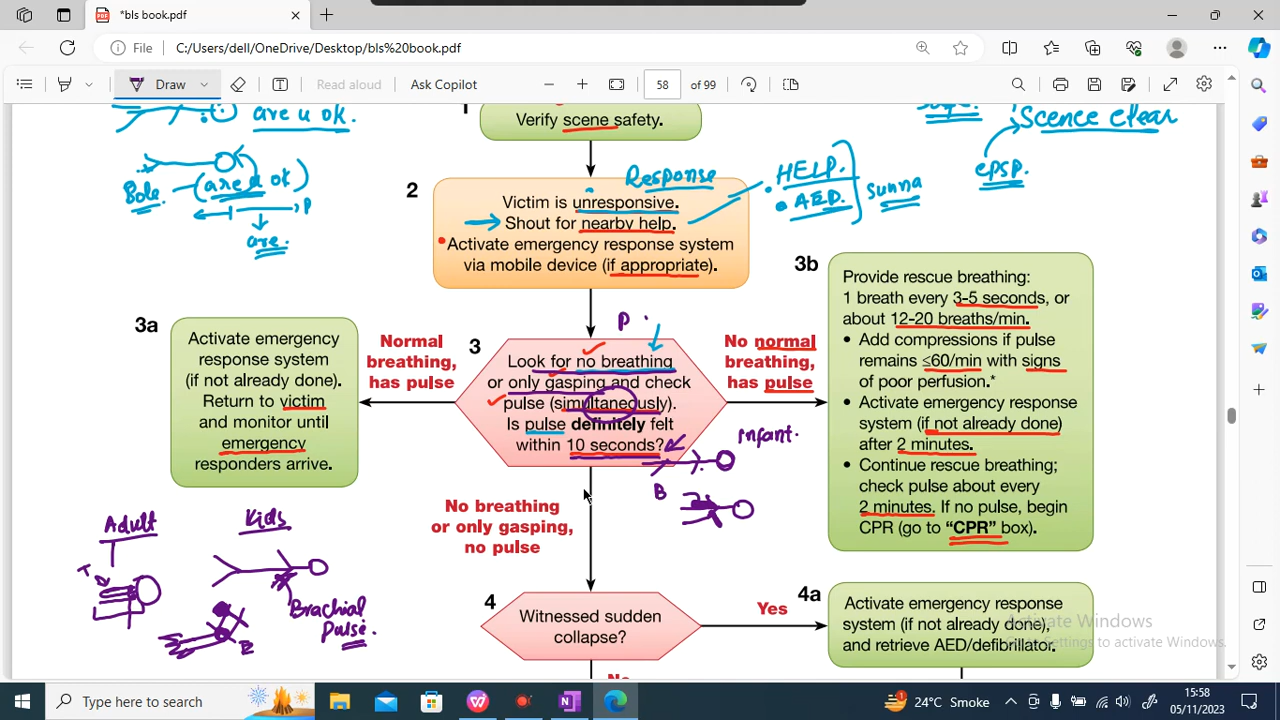 *bls book.pdf
File
C:/Users/dell/OneDrive/Desktop/bls%20book.pdf
Draw
Read aloud
Ask Copilot
58
of 99
are u ok.
1
Verify scene safety.
Scence clear
epsp.
Response
HELP.
AED.
Sunna
(are u ok)
P
are.
2
Victim is unresponsive.
Shout for nearby help.
Activate emergency response system
via mobile device (if appropriate).
3a
Activate emergency
response system
(if not already done).
Return to victim
and monitor until
emergency
responders arrive.
Normal
breathing,
has pulse
P
3
Look for no breathing
or only gasping and check
pulse (simultaneously).
Is pulse definitely felt
within 10 seconds?
No normal
breathing,
has pulse
3b
Provide rescue breathing:
1 breath every 3-5 seconds, or
about 12-20 breaths/min.
• Add compressions if pulse
remains ≤60/min with signs
of poor perfusion.*
• Activate emergency response
system (if not already done)
after 2 minutes.
• Continue rescue breathing;
check pulse about every
2 minutes. If no pulse, begin
CPR (go to “CPR” box).
infant.
B
No breathing
or only gasping,
no pulse
Adult
Kids
T
Brachial
Pulse.
4
Witnessed sudden
collapse?
Yes
4a
Activate emergency response
system (if not already done),
and retrieve AED/defibrillator.
No
Activate Windows
Go to Settings to activate Windows.
Type here to search
1
24°C Smoke
15:58
05/11/2023